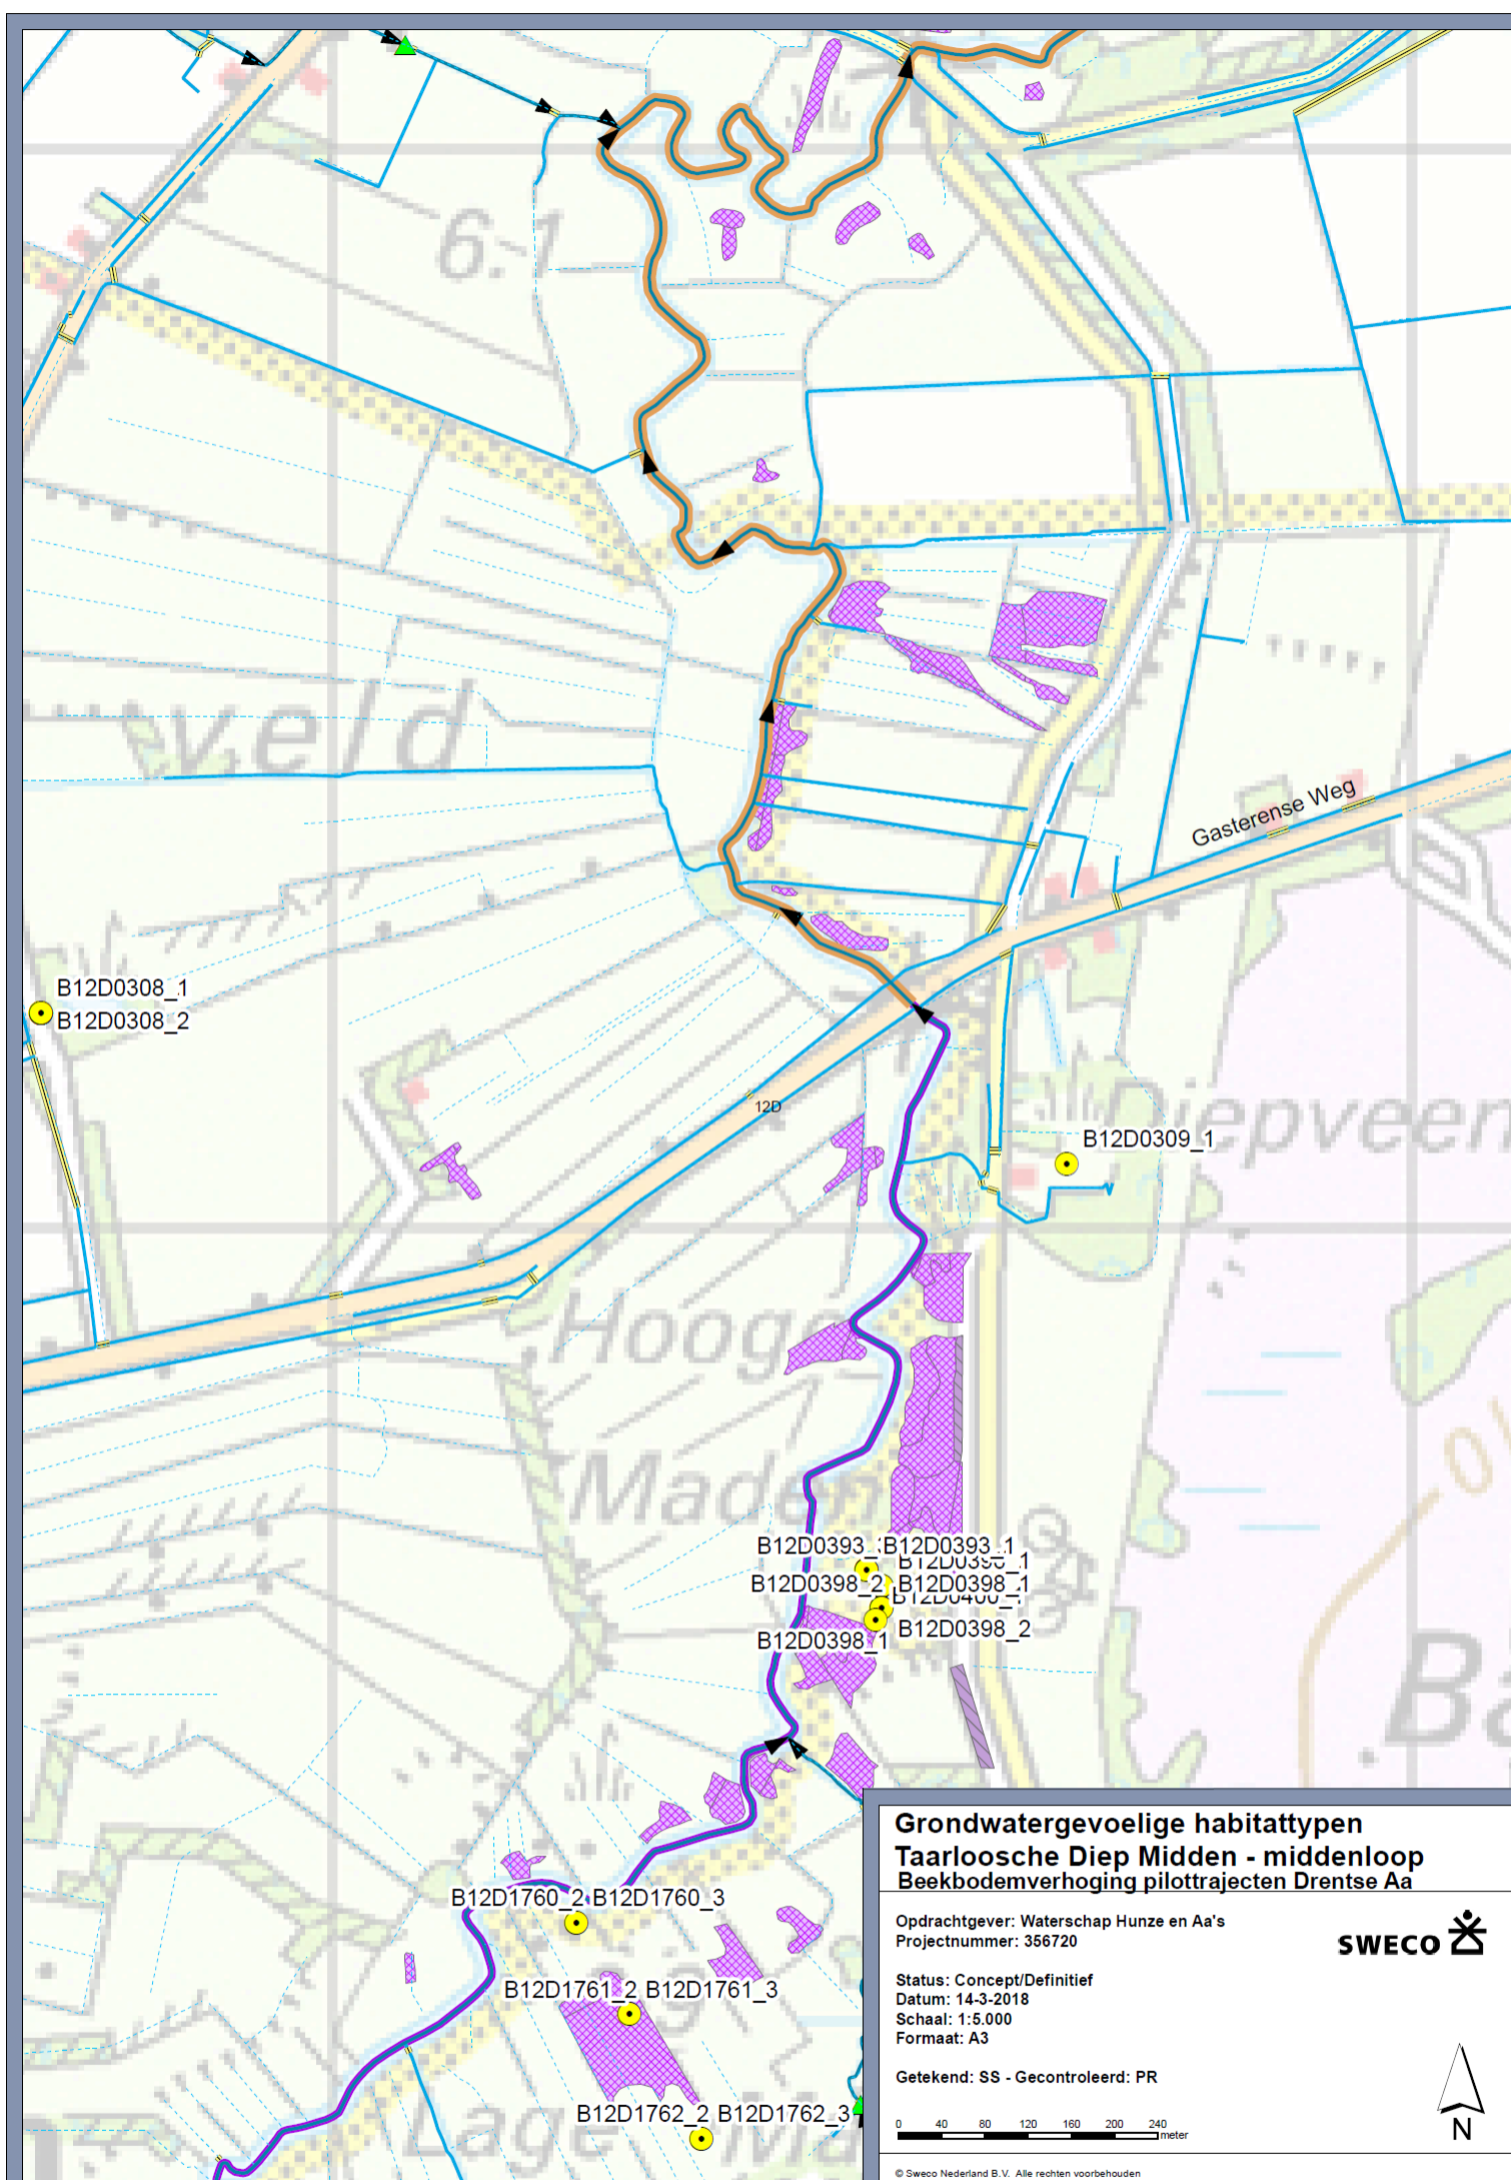 6.1
veld
Gasterense Weg
B12D0308_1
B12D0308_2
12D
B12D0309_1
Hoog
Maden
B12D0393_ B12D0393_1
B12D0398_2 B12D0398_1
B12D0398_2
B12D0398_1
B12D1760_2 B12D1760_3
B12D1761_2 B12D1761_3
B12D1762_2 B12D1762_3
Lage
Grondwatergevoelige habitattypen
Taarloosche Diep Midden - middenloop
Beekbodemverhoging pilottrajecten Drentse Aa
Opdrachtgever: Waterschap Hunze en Aa's
Projectnummer: 356720
SWECO
Status: Concept/Definitief
Datum: 14-3-2018
Schaal: 1:5.000
Formaat: A3
Getekend: SS - Gecontroleerd: PR
0 40 80 120 160 200 240
meter
N
© Sweco Nederland B.V. Alle rechten voorbehouden